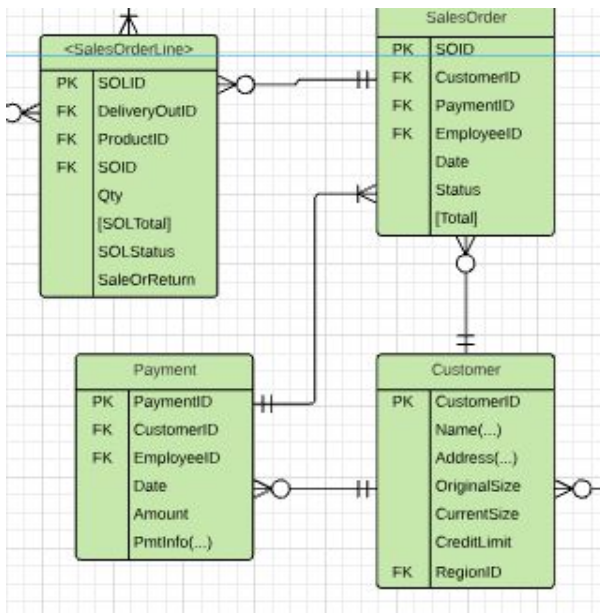 SalesOrder
PK SOID
FK CustomerID
FK PaymentID
FK EmployeeID
Date
Status
[Total]
<SalesOrderLine>
PK SOLID
FK DeliveryOutID
FK ProductID
FK SOID
Qty
[SOLTotal]
SOLStatus
SaleOrReturn
Payment
PK PaymentID
FK CustomerID
FK EmployeeID
Date
Amount
PmtInfo(...)
Customer
PK CustomerID
Name(...)
Address(...)
OriginalSize
CurrentSize
CreditLimit
FK RegionID